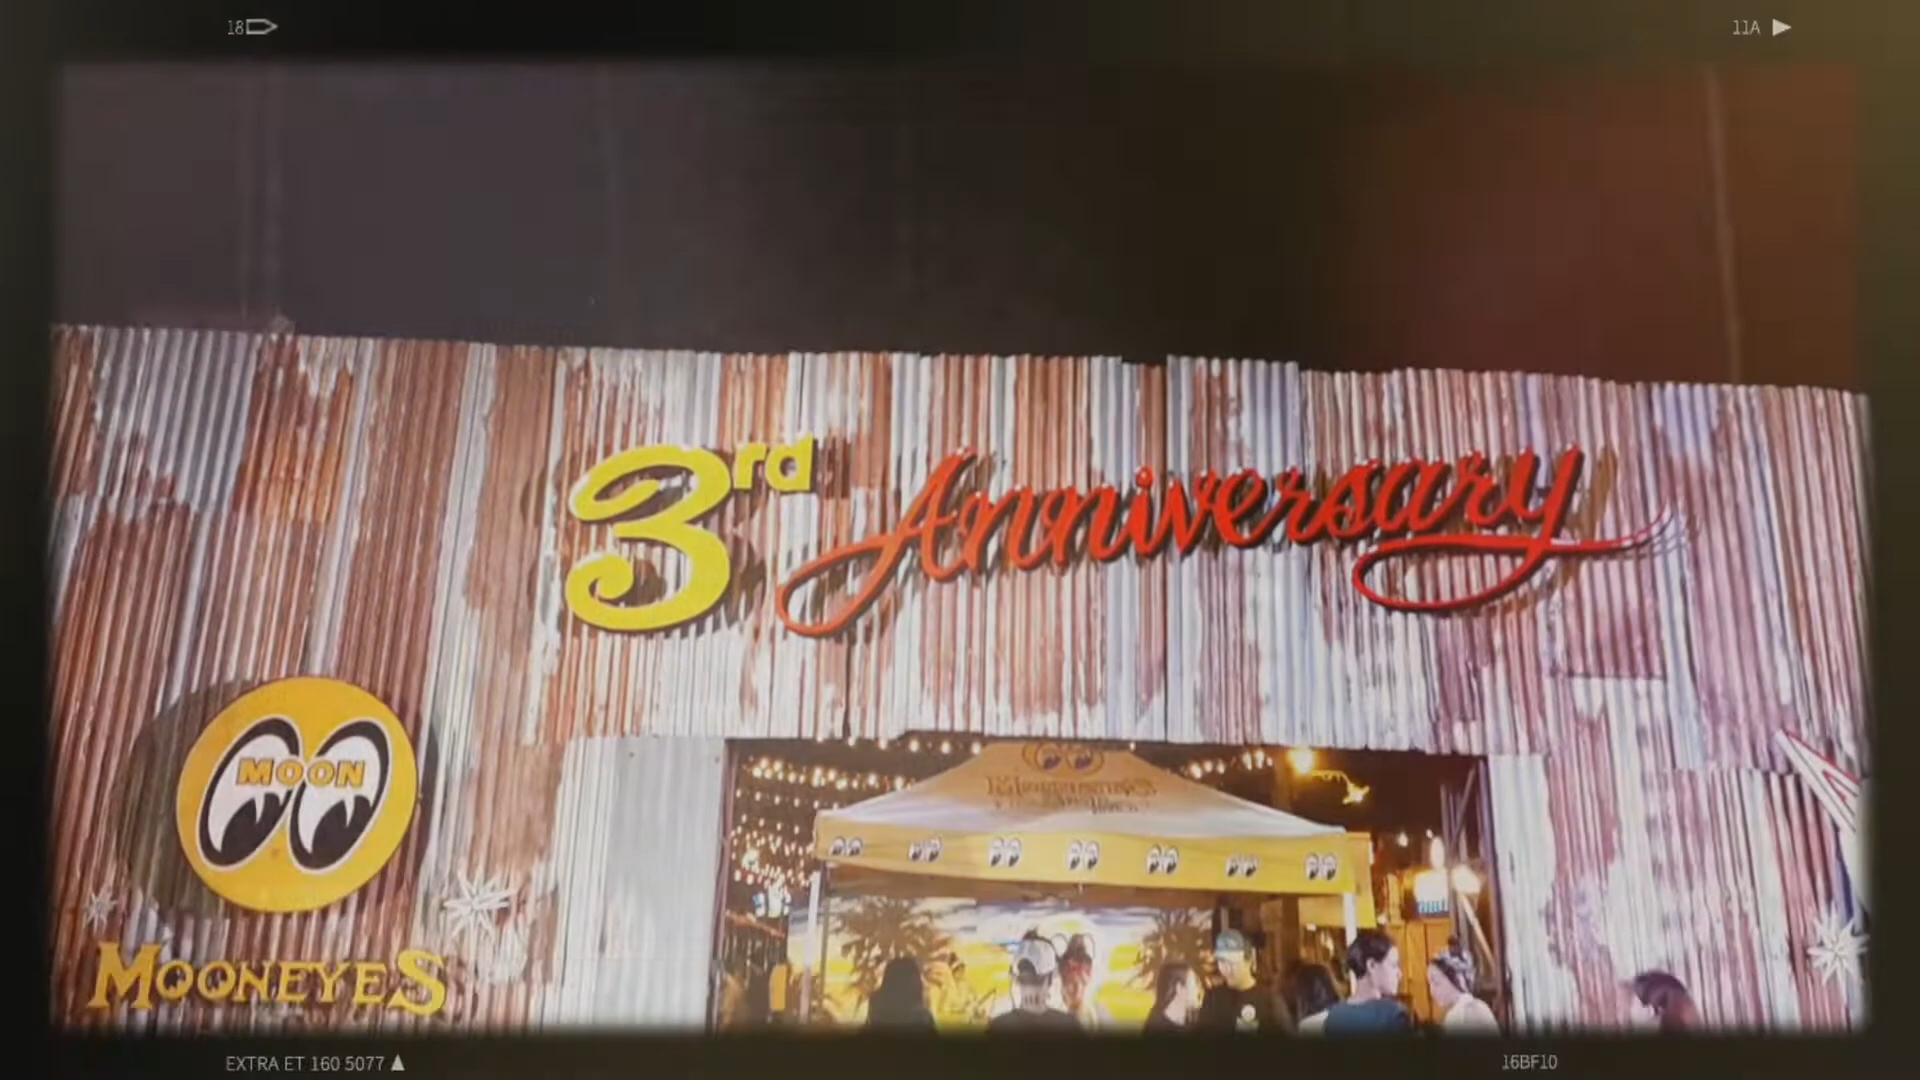 18
11A
3rd Anniversary
MOON
MOONEYES
EXTRA ET 160 5077
16BF10